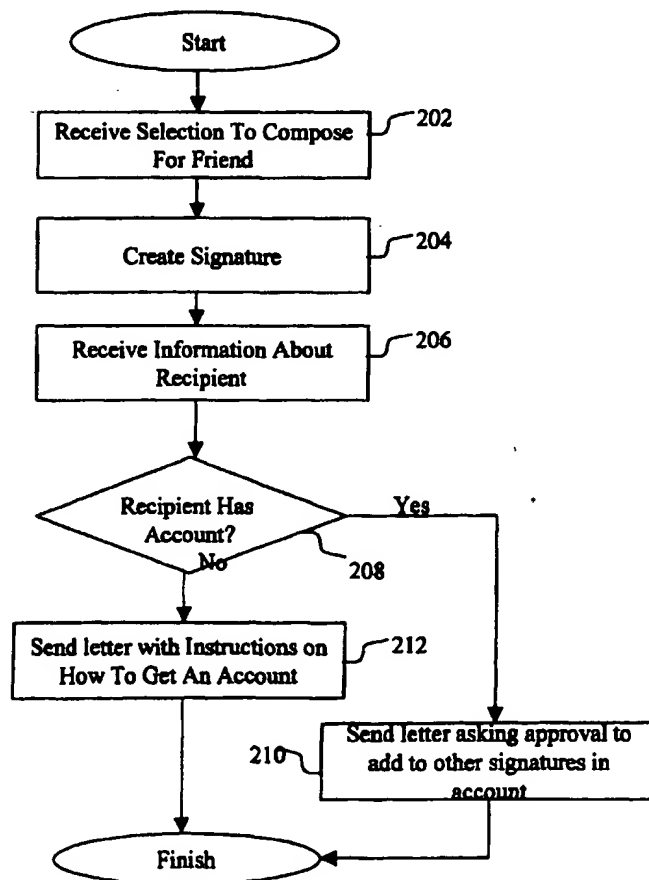 Start
Receive Selection To Compose
For Friend
202
Create Signature
204
Receive Information About
Recipient
206
Recipient Has
Account?
Yes
No
208
Send letter with Instructions on
How To Get An Account
212
Send letter asking approval to
add to other signatures in
account
210
Finish